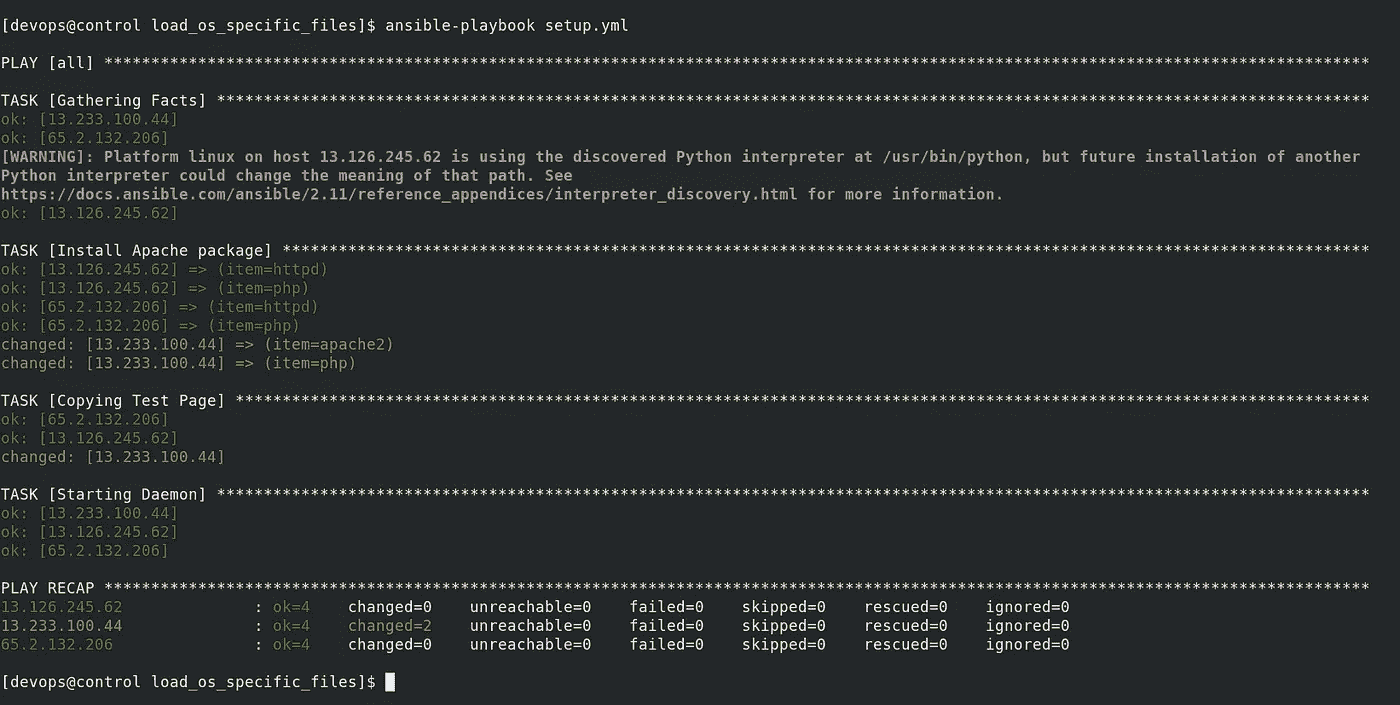 [devops@control load_os_specific_files]$ ansible-playbook setup.yml
PLAY [all] ****************************************************************************************************************************************
TASK [Gathering Facts] ****************************************************************************************************************************
ok: [13.233.100.44]
ok: [65.2.132.206]
[WARNING]: Platform linux on host 13.126.245.62 is using the discovered Python interpreter at /usr/bin/python, but future installation of another
Python interpreter could change the meaning of that path. See
https://docs.ansible.com/ansible/2.11/reference_appendices/interpreter_discovery.html for more information.
ok: [13.126.245.62]
TASK [Install Apache package] *********************************************************************************************************************
ok: [13.126.245.62] => (item=httpd)
ok: [13.126.245.62] => (item=php)
ok: [65.2.132.206] => (item=httpd)
ok: [65.2.132.206] => (item=php)
changed: [13.233.100.44] => (item=apache2)
changed: [13.233.100.44] => (item=php)
TASK [Copying Test Page] **************************************************************************************************************************
ok: [65.2.132.206]
ok: [13.126.245.62]
changed: [13.233.100.44]
TASK [Starting Daemon] ****************************************************************************************************************************
ok: [13.233.100.44]
ok: [13.126.245.62]
ok: [65.2.132.206]
PLAY RECAP ****************************************************************************************************************************************
13.126.245.62 : ok=4 changed=0 unreachable=0 failed=0 skipped=0 rescued=0 ignored=0
13.233.100.44 : ok=4 changed=2 unreachable=0 failed=0 skipped=0 rescued=0 ignored=0
65.2.132.206 : ok=4 changed=0 unreachable=0 failed=0 skipped=0 rescued=0 ignored=0
[devops@control load_os_specific_files]$